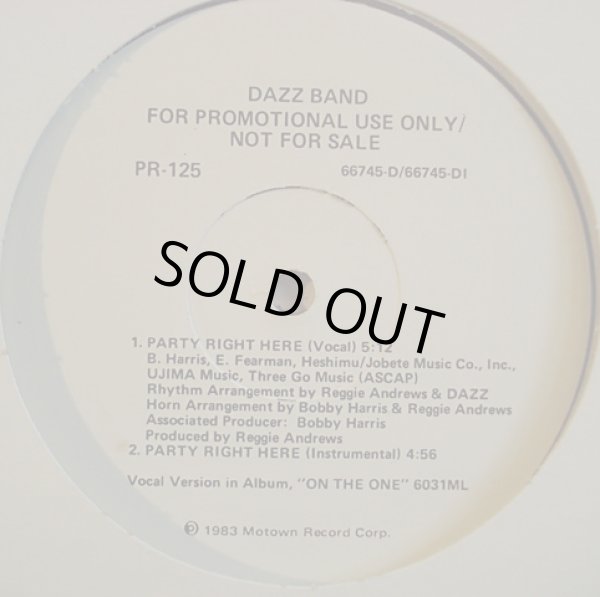 DAZZ BAND
FOR PROMOTIONAL USE ONLY/
NOT FOR SALE
PR-125 66745-D/66745-DI
SOLD OUT
1. PARTY RIGHT HERE (Vocal) 5:12
B. Harris, E. Fearman, Heshimu/Jobete Music Co., Inc.,
UJIMA Music, Three Go Music (ASCAP)
Rhythm Arrangement by Reggie Andrews & DAZZ
Horn Arrangement by Bobby Harris & Reggie Andrews
Associated Producer: Bobby Harris
Produced by Reggie Andrews
2. PARTY RIGHT HERE (Instrumental) 4:56
Vocal Version in Album, "ON THE ONE" 6031ML
℗ 1983 Motown Record Corp.